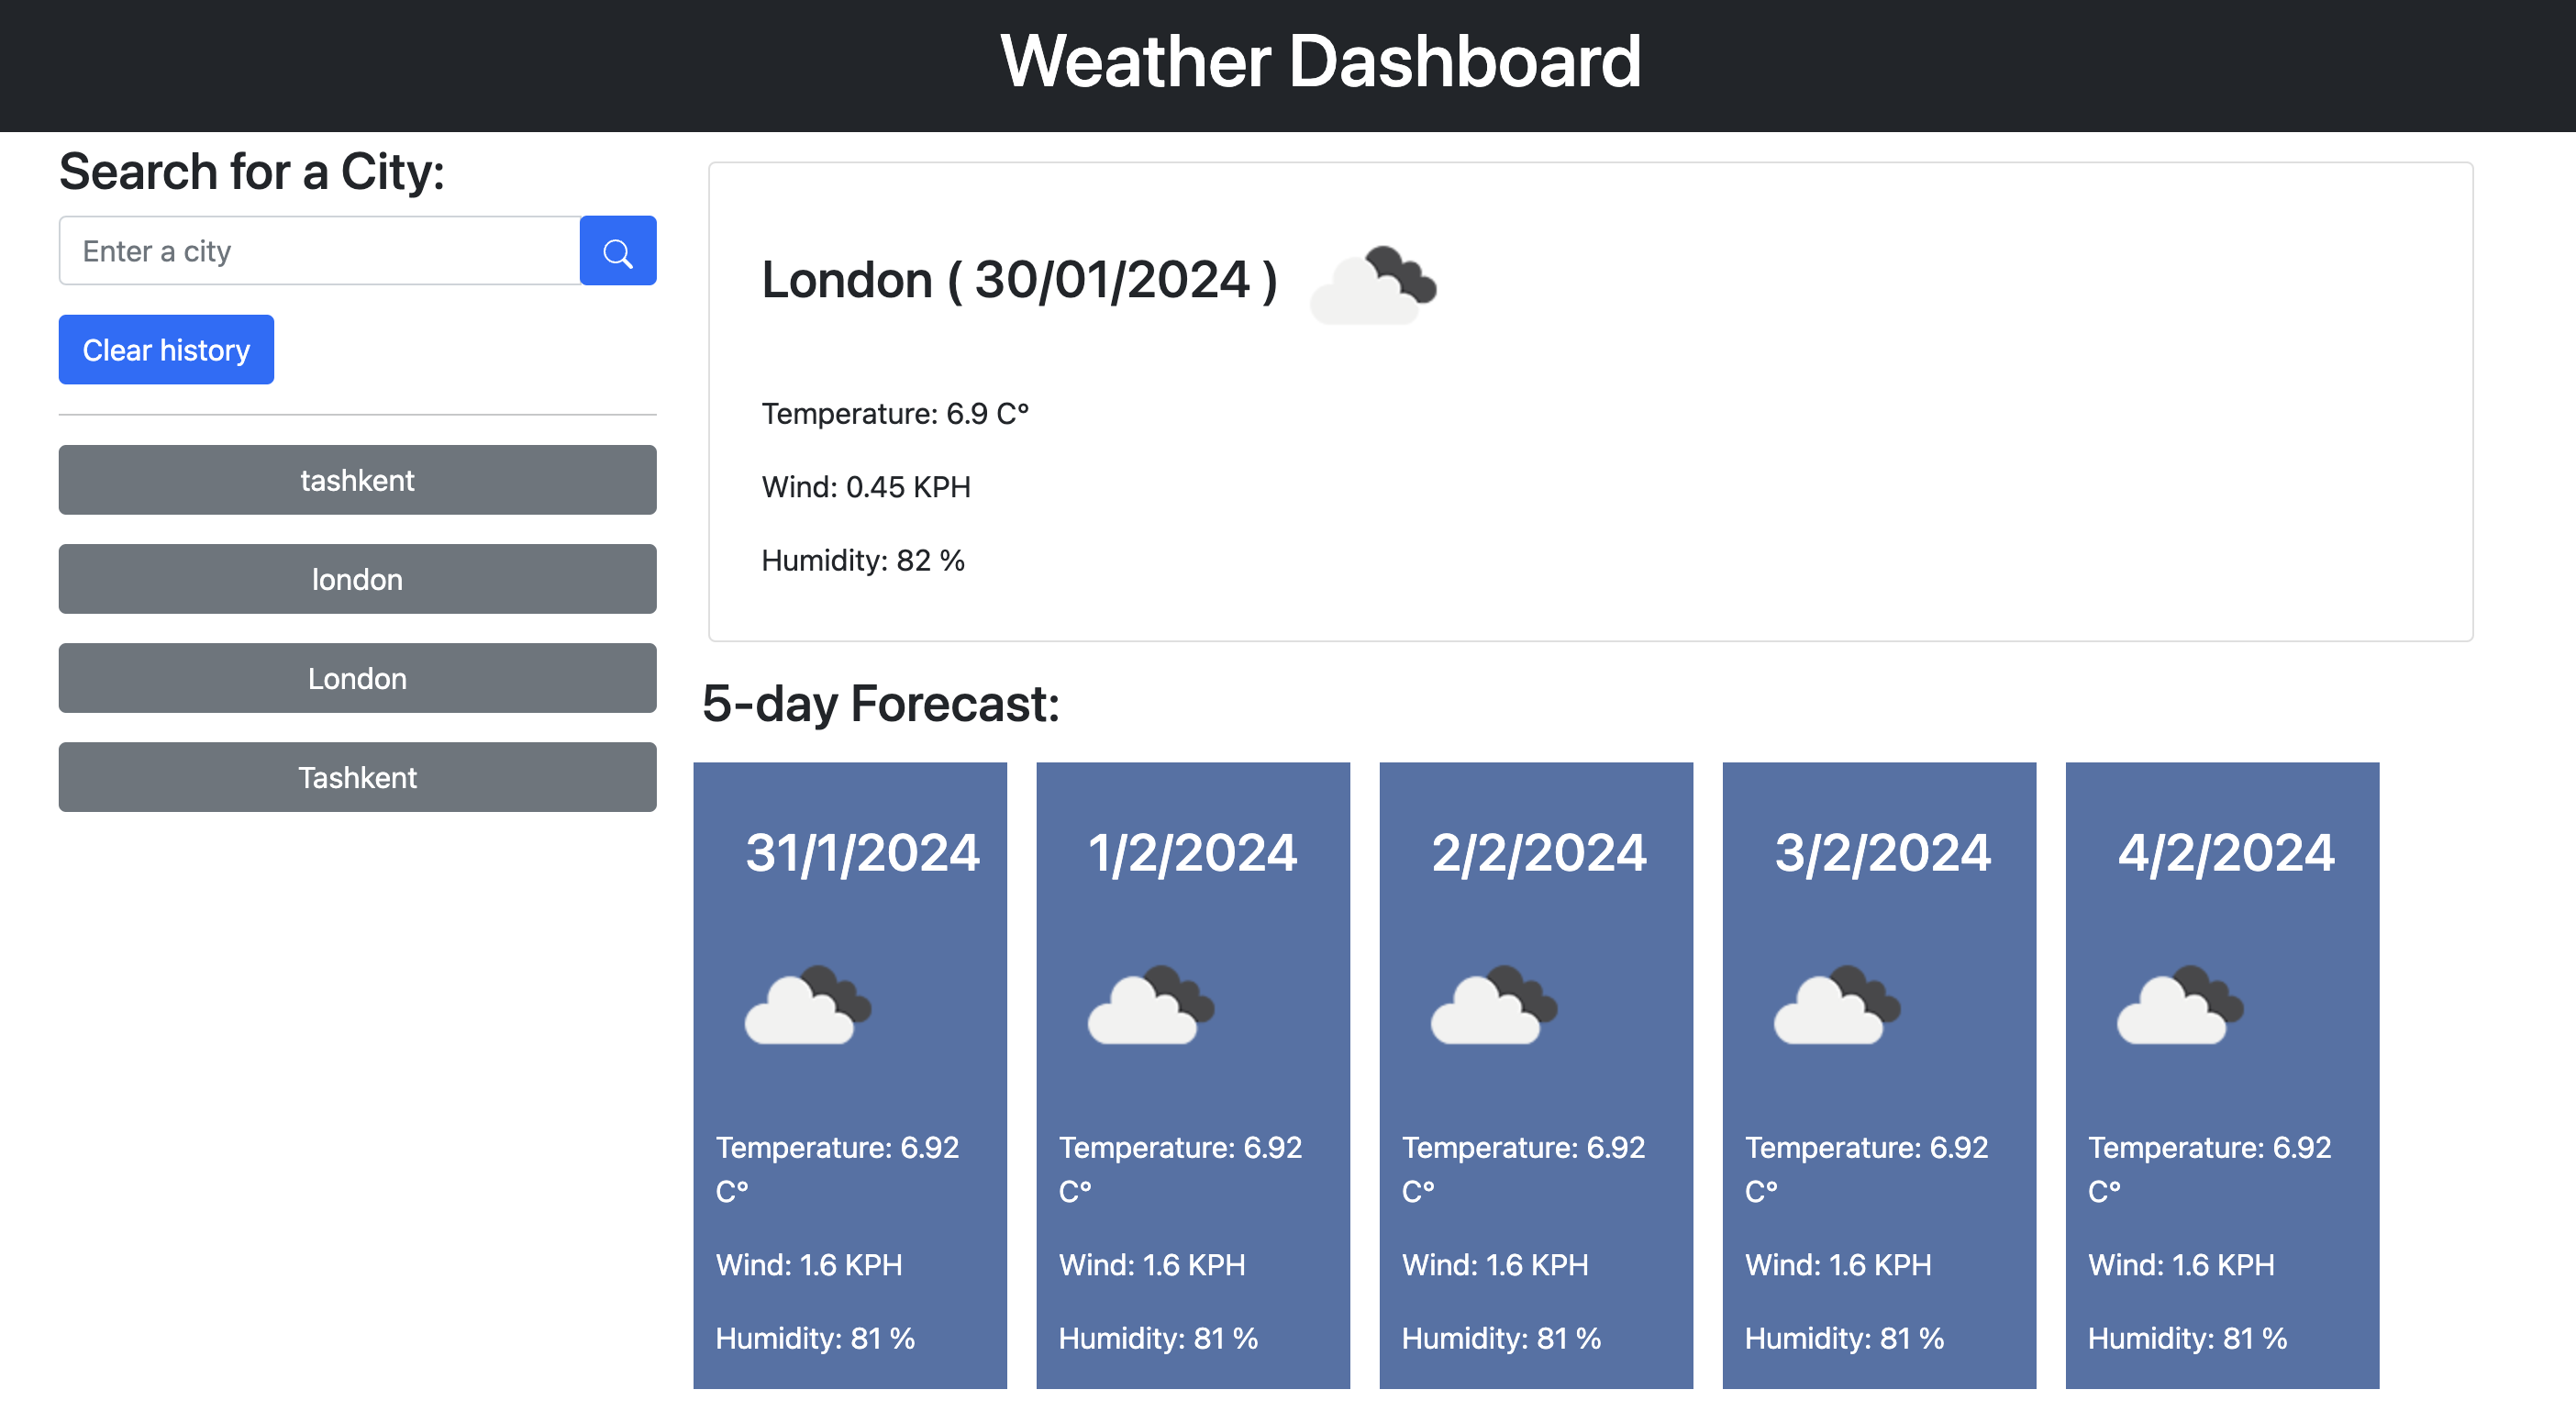 Weather Dashboard
Search for a City:
Enter a city
Clear history
tashkent
london
London
Tashkent
London ( 30/01/2024 )
Temperature: 6.9 C°
Wind: 0.45 KPH
Humidity: 82 %
5-day Forecast:
31/1/2024
Temperature: 6.92
C°
Wind: 1.6 KPH
Humidity: 81 %
1/2/2024
Temperature: 6.92
C°
Wind: 1.6 KPH
Humidity: 81 %
2/2/2024
Temperature: 6.92
C°
Wind: 1.6 KPH
Humidity: 81 %
3/2/2024
Temperature: 6.92
C°
Wind: 1.6 KPH
Humidity: 81 %
4/2/2024
Temperature: 6.92
C°
Wind: 1.6 KPH
Humidity: 81 %